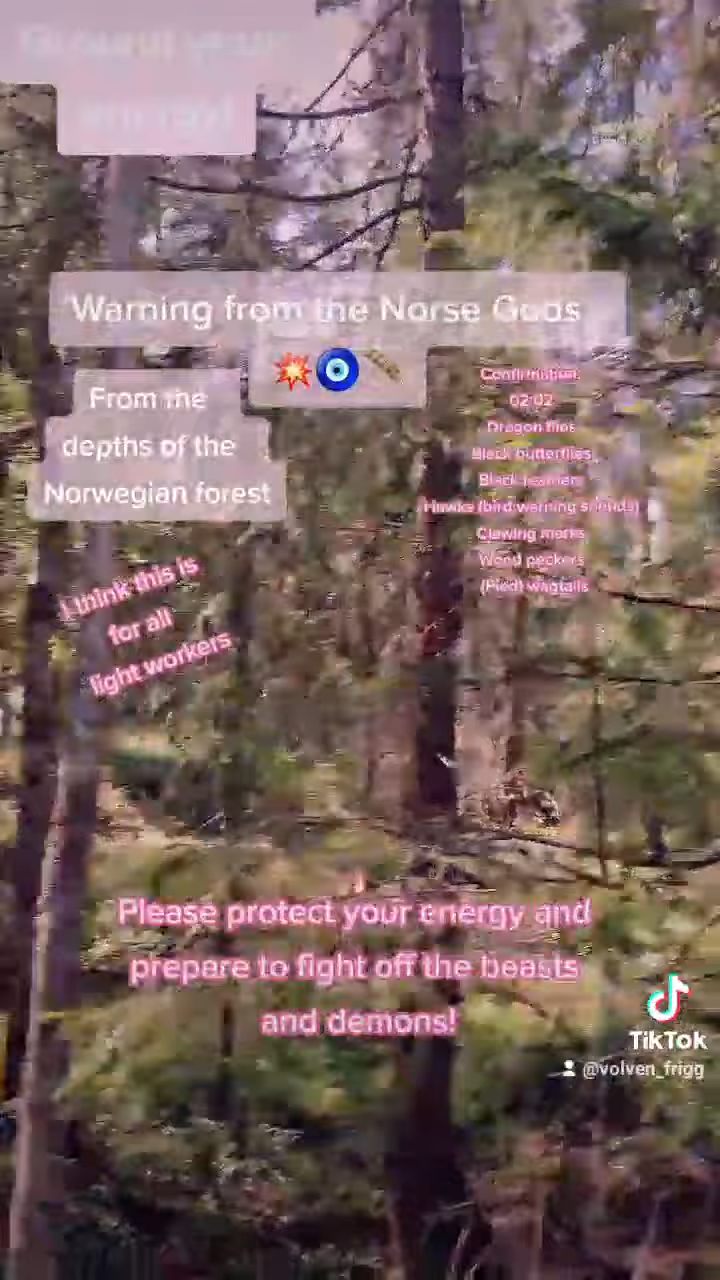 Warning from the Norse Gods
From the
depths of the
Norwegian forest
Confirmation
02:02
Dragon flies
Black butterflies
Black feathers
Hawks (bird warning sounds)
Clawing marks
Wood peckers
(Pied) wagtails
I think this is
for all
light workers
Please protect your energy and
prepare to fight off the beasts
and demons!
TikTok
@volven_frigg